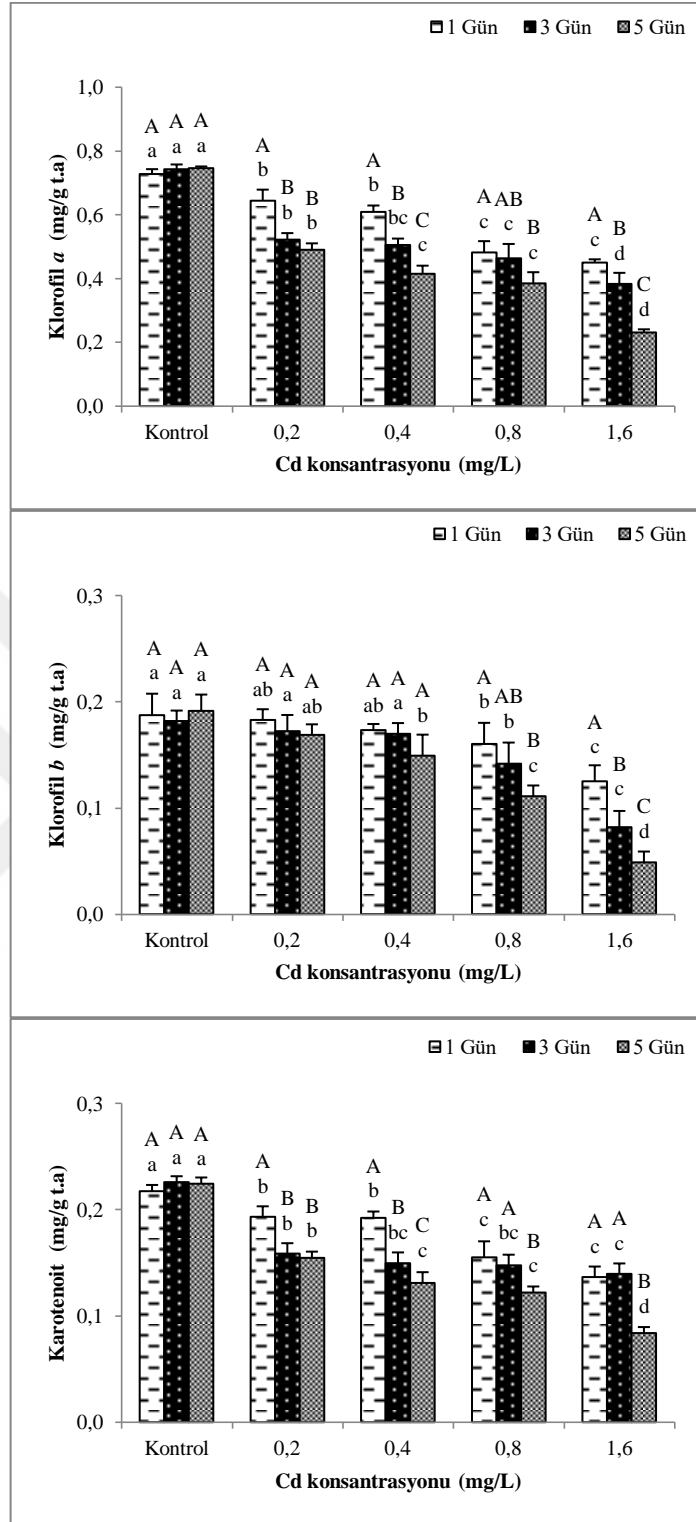 1 Gün 3 Gün 5 Gün
Klorofil a (mg/g t.a)
1,0
0,8
0,6
0,4
0,2
0,0
A A A A B B A B C A AB B A B C
a a a b b b b bc c c c c c d d
Kontrol 0,2 0,4 0,8 1,6
Cd konsantrasyonu (mg/L)
1 Gün 3 Gün 5 Gün
Klorofil b (mg/g t.a)
0,3
0,2
0,1
0,0
A A A A A A A A A A AB B A B C
a a a ab a ab ab a b b b c c c d
Kontrol 0,2 0,4 0,8 1,6
Cd konsantrasyonu (mg/L)
1 Gün 3 Gün 5 Gün
Karotenoit (mg/g t.a)
0,3
0,2
0,1
0,0
A A A A B B A B C A A B A A B
a a a b b b b bc c c bc c c c d
Kontrol 0,2 0,4 0,8 1,6
Cd konsantrasyonu (mg/L)